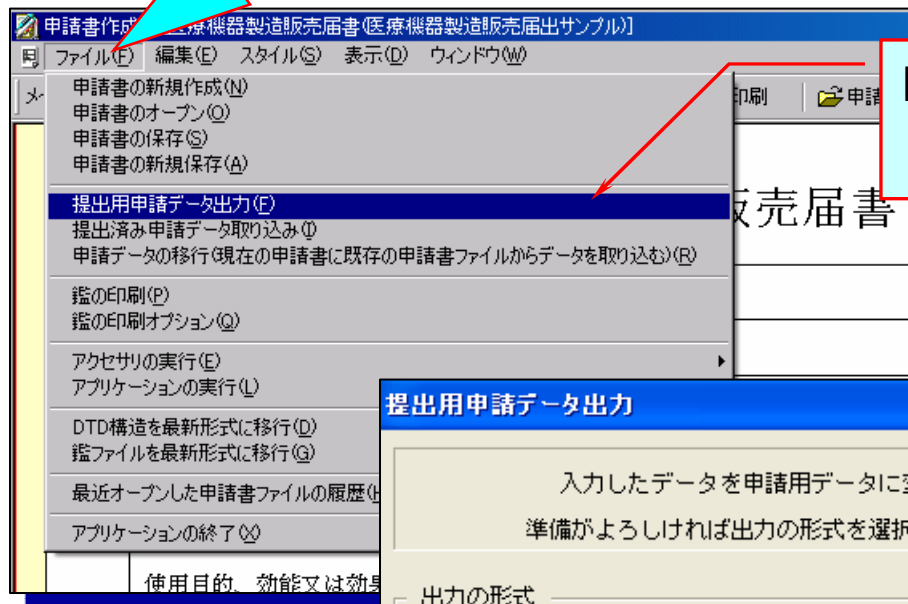 申請書作成 医療機器製造販売届書(医療機器製造販売届出サンプル)]
ファイル(F) 編集(E) スタイル(S) 表示(D) ウィンドウ(W)
印刷 申請
申請書の新規作成(N)
申請書のオープン(O)
申請書の保存(S)
申請書の新規保存(A)
提出用申請データ出力(F)
提出済み申請データ取り込み(I)
申請データの移行(現在の申請書に既存の申請書ファイルからデータを取り込む)(R)
鑑の印刷(P)
鑑の印刷オプション(Q)
アクセサリの実行(E)
アプリケーションの実行(L)
DTD構造を最新形式に移行(D)
鑑ファイルを最新形式に移行(G)
最近オープンした申請書ファイルの履歴(H
アプリケーションの終了(X)
販売届書
使用目的、効能又は効果
提出用申請データ出力
入力したデータを申請用データに変
準備がよろしければ出力の形式を選択
出力の形式